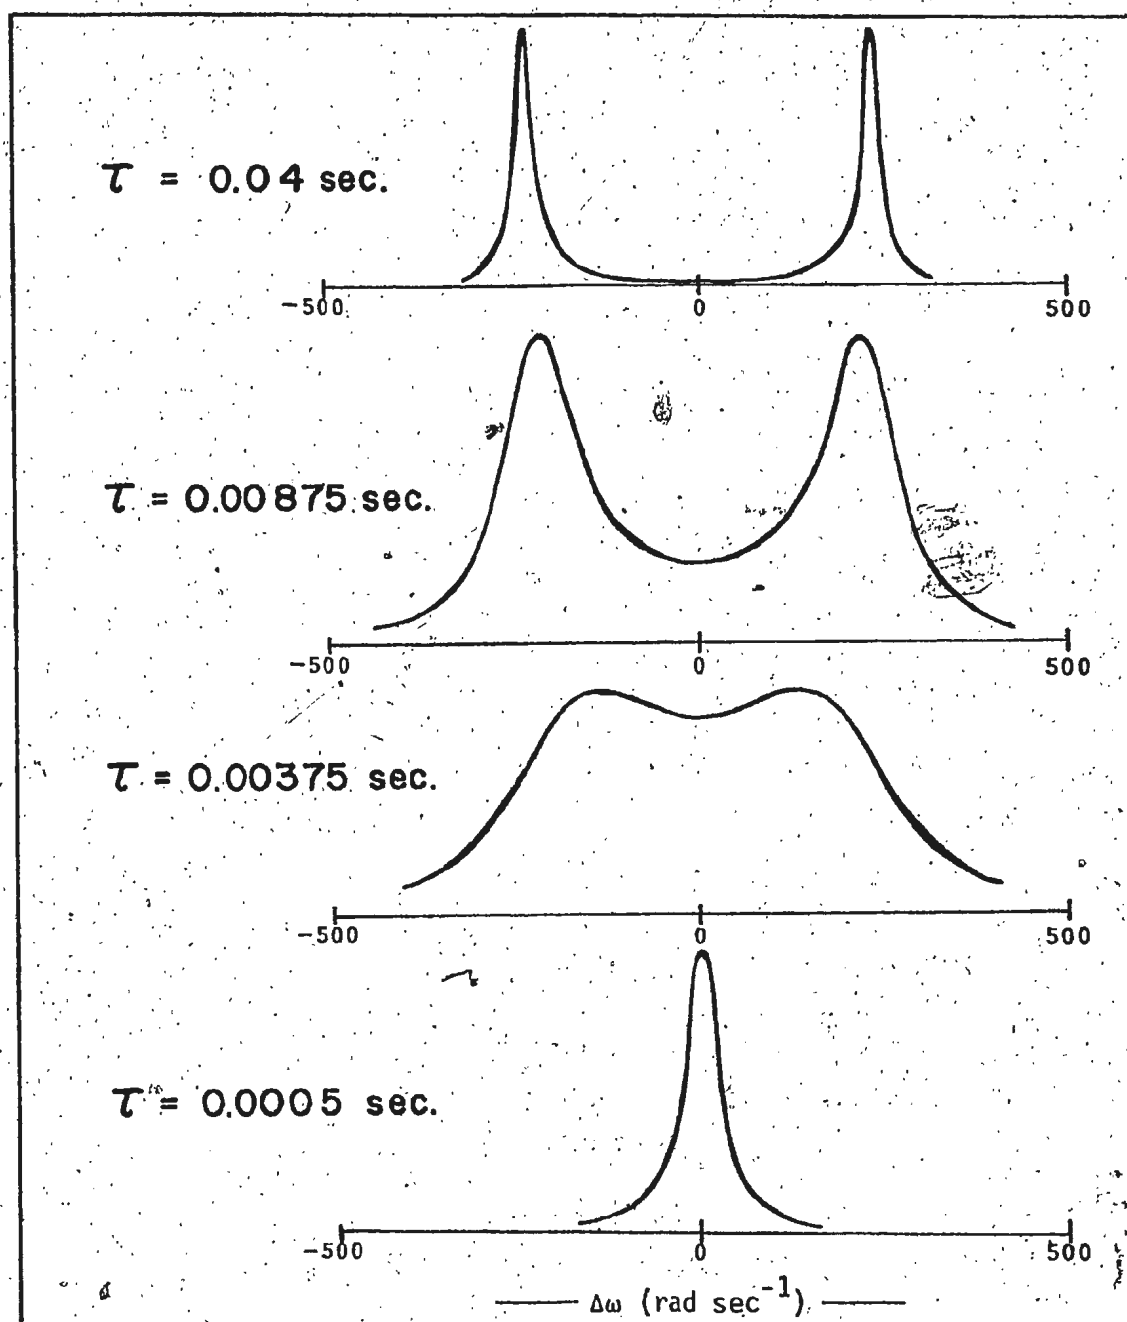 τ = 0.04 sec.
-500 0 500
τ = 0.00875 sec.
-500 0 500
τ = 0.00375 sec.
-500 0 500
τ = 0.0005 sec.
-500 0 500
Δω (rad sec⁻¹)